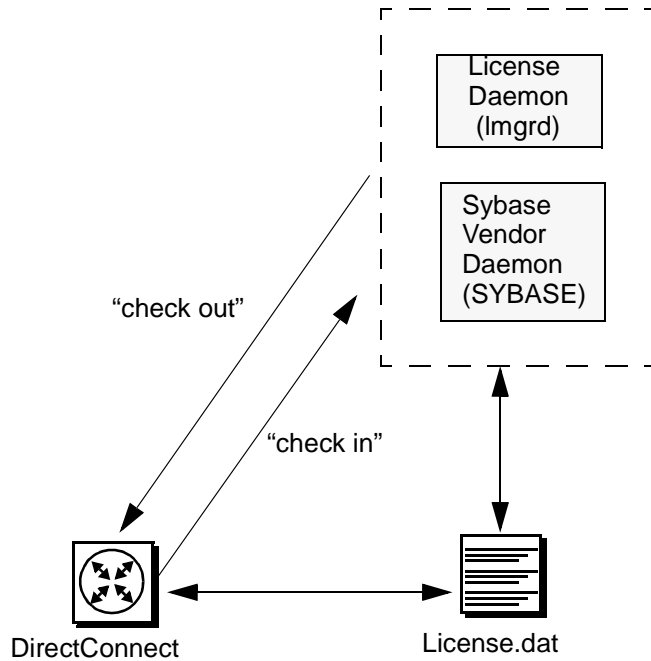 License
Daemon
(lmgrd)
Sybase
Vendor
Daemon
(SYBASE)
“check out”
“check in”
DirectConnect
License.dat